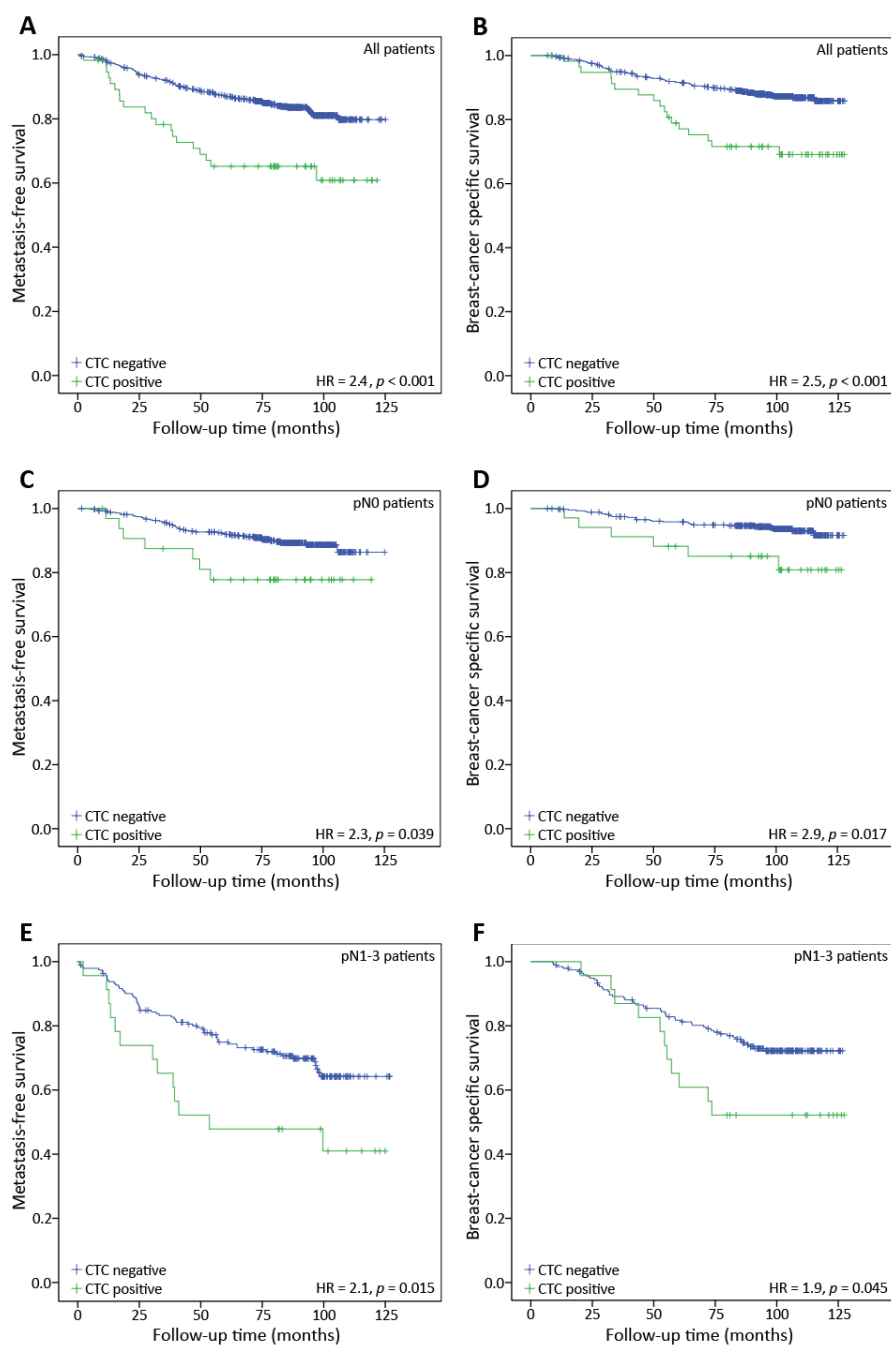 A
All patients
Metastasis-free survival
1.0
0.8
0.6
0.4
0.2
0.0
CTC negative
CTC positive
HR = 2.4, p < 0.001
0 25 50 75 100 125
Follow-up time (months)
B
All patients
Breast-cancer specific survival
1.0
0.8
0.6
0.4
0.2
0.0
CTC negative
CTC positive
HR = 2.5, p < 0.001
0 25 50 75 100 125
Follow-up time (months)
C
pN0 patients
Metastasis-free survival
1.0
0.8
0.6
0.4
0.2
0.0
CTC negative
CTC positive
HR = 2.3, p = 0.039
0 25 50 75 100 125
Follow-up time (months)
D
pN0 patients
Breast-cancer specific survival
1.0
0.8
0.6
0.4
0.2
0.0
CTC negative
CTC positive
HR = 2.9, p = 0.017
0 25 50 75 100 125
Follow-up time (months)
E
pN1-3 patients
Metastasis-free survival
1.0
0.8
0.6
0.4
0.2
0.0
CTC negative
CTC positive
HR = 2.1, p = 0.015
0 25 50 75 100 125
Follow-up time (months)
F
pN1-3 patients
Breast-cancer specific survival
1.0
0.8
0.6
0.4
0.2
0.0
CTC negative
CTC positive
HR = 1.9, p = 0.045
0 25 50 75 100 125
Follow-up time (months)